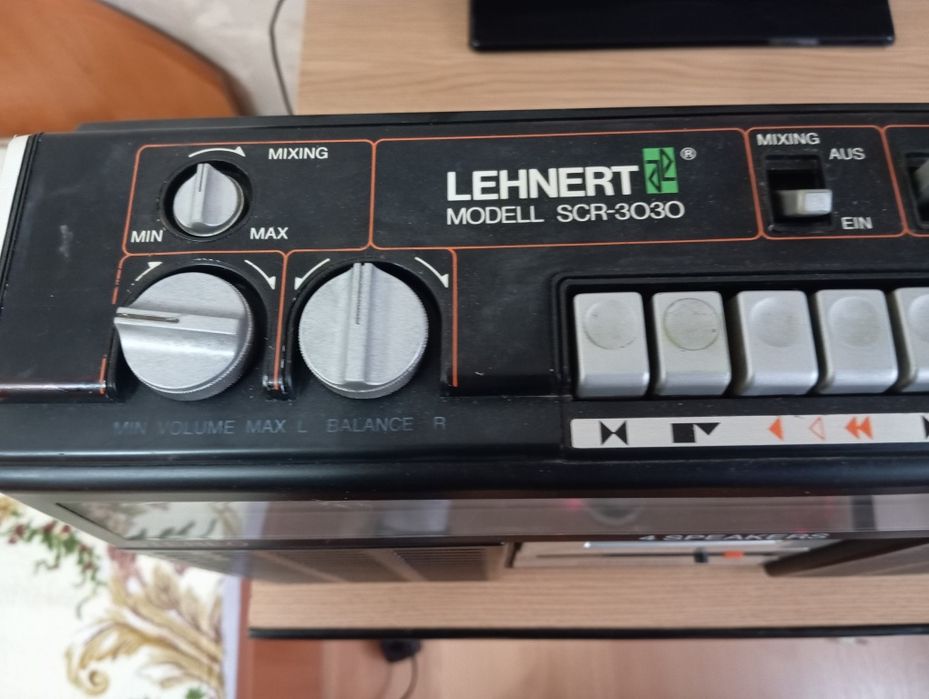 MIXING
MIN MAX
LEHNERT ®
MODELL SCR-3030
MIXING
AUS
EIN
MIN VOLUME MAX L BALANCE R
4 SPEAKERS